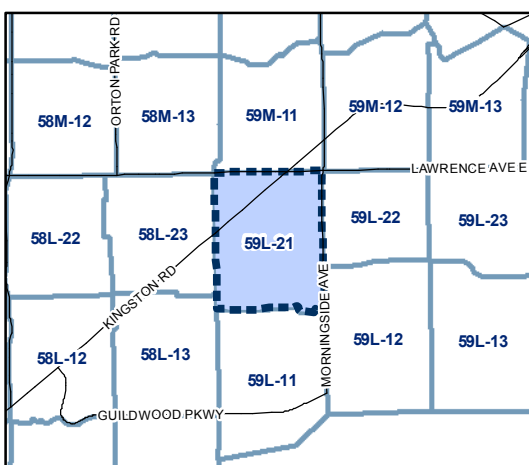 ORTON PARK RD
58M-12
58M-13
59M-11
59M-12
59M-13
LAWRENCE AVE E
58L-22
58L-23
59L-21
59L-22
59L-23
KINGSTON RD
MORNINGSIDE AVE
58L-12
58L-13
59L-11
59L-12
59L-13
GUILDWOOD PKWY